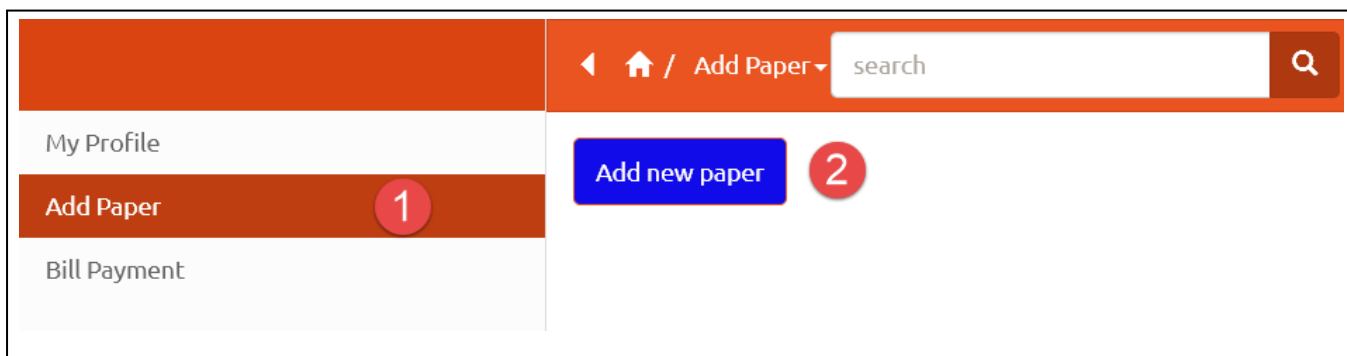 / Add Paper
search
My Profile
Add Paper 1
Bill Payment
Add new paper 2